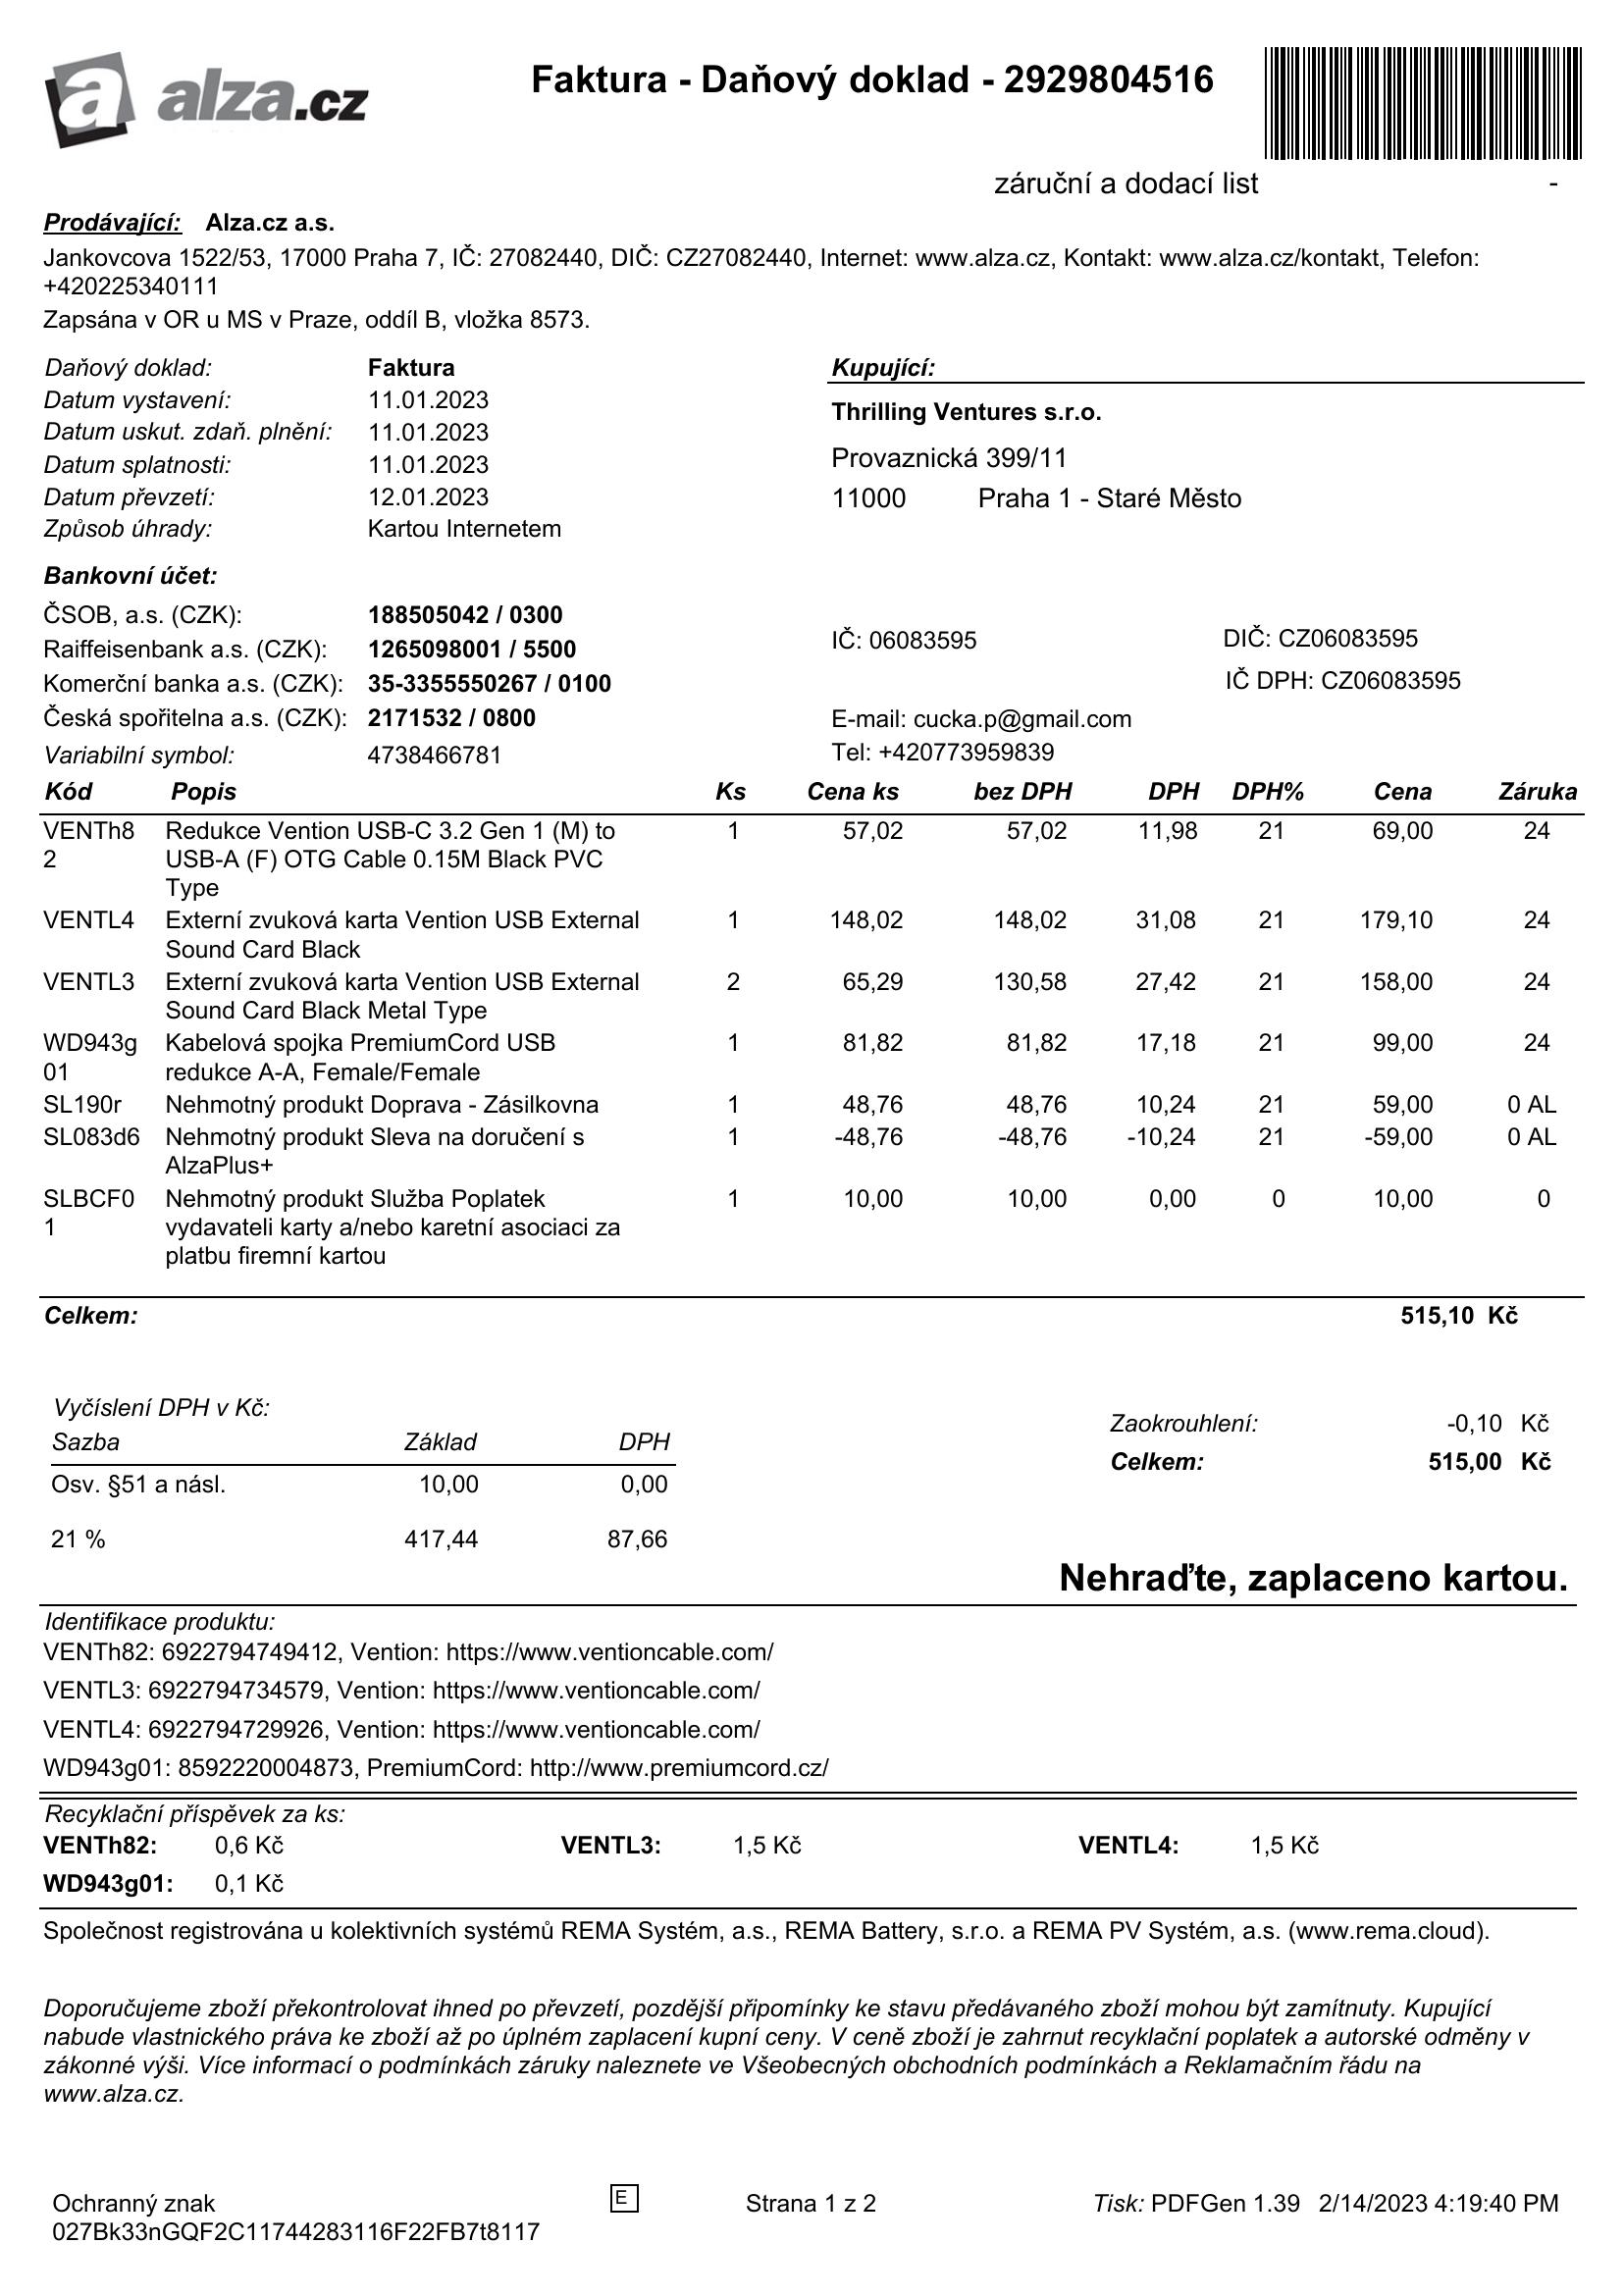 a alza.cz
Faktura - Daňový doklad - 2929804516
záruční a dodací list -
Prodávající: Alza.cz a.s.
Jankovcova 1522/53, 17000 Praha 7, IČ: 27082440, DIČ: CZ27082440, Internet: www.alza.cz, Kontakt: www.alza.cz/kontakt, Telefon:
+420225340111
Zapsána v OR u MS v Praze, oddíl B, vložka 8573.
Daňový doklad: Faktura
Datum vystavení: 11.01.2023
Datum uskut. zdaň. plnění: 11.01.2023
Datum splatnosti: 11.01.2023
Datum převzetí: 12.01.2023
Způsob úhrady: Kartou Internetem
Kupující:
Thrilling Ventures s.r.o.
Provaznická 399/11
11000 Praha 1 - Staré Město
Bankovní účet:
ČSOB, a.s. (CZK): 188505042 / 0300
Raiffeisenbank a.s. (CZK): 1265098001 / 5500
Komerční banka a.s. (CZK): 35-3355550267 / 0100
Česká spořitelna a.s. (CZK): 2171532 / 0800
Variabilní symbol: 4738466781
IČ: 06083595 DIČ: CZ06083595
IČ DPH: CZ06083595
E-mail: cucka.p@gmail.com
Tel: +420773959839
Kód Popis Ks Cena ks bez DPH DPH DPH% Cena Záruka
VENTh8 Redukce Vention USB-C 3.2 Gen 1 (M) to 1 57,02 57,02 11,98 21 69,00 24
2 USB-A (F) OTG Cable 0.15M Black PVC
Type
VENTL4 Externí zvuková karta Vention USB External 1 148,02 148,02 31,08 21 179,10 24
Sound Card Black
VENTL3 Externí zvuková karta Vention USB External 2 65,29 130,58 27,42 21 158,00 24
Sound Card Black Metal Type
WD943g Kabelová spojka PremiumCord USB 1 81,82 81,82 17,18 21 99,00 24
01 redukce A-A, Female/Female
SL190r Nehmotný produkt Doprava - Zásilkovna 1 48,76 48,76 10,24 21 59,00 0 AL
SL083d6 Nehmotný produkt Sleva na doručení s 1 -48,76 -48,76 -10,24 21 -59,00 0 AL
AlzaPlus+
SLBCF0 Nehmotný produkt Služba Poplatek 1 10,00 10,00 0,00 0 10,00 0
1 vydavateli karty a/nebo karetní asociaci za
platbu firemní kartou
Celkem: 515,10 Kč
Vyčíslení DPH v Kč:
Sazba Základ DPH
Osv. §51 a násl. 10,00 0,00
21 % 417,44 87,66
Zaokrouhlení: -0,10 Kč
Celkem: 515,00 Kč
Nehraďte, zaplaceno kartou.
Identifikace produktu:
VENTh82: 6922794749412, Vention: https://www.ventioncable.com/
VENTL3: 6922794734579, Vention: https://www.ventioncable.com/
VENTL4: 6922794729926, Vention: https://www.ventioncable.com/
WD943g01: 8592220004873, PremiumCord: http://www.premiumcord.cz/
Recyklační příspěvek za ks:
VENTh82: 0,6 Kč VENTL3: 1,5 Kč VENTL4: 1,5 Kč
WD943g01: 0,1 Kč
Společnost registrována u kolektivních systémů REMA Systém, a.s., REMA Battery, s.r.o. a REMA PV Systém, a.s. (www.rema.cloud).
Doporučujeme zboží překontrolovat ihned po převzetí, pozdější připomínky ke stavu předávaného zboží mohou být zamítnuty. Kupující
nabude vlastnického práva ke zboží až po úplném zaplacení kupní ceny. V ceně zboží je zahrnut recyklační poplatek a autorské odměny v
zákonné výši. Více informací o podmínkách záruky naleznete ve Všeobecných obchodních podmínkách a Reklamačním řádu na
www.alza.cz.
Ochranný znak E Strana 1 z 2 Tisk: PDFGen 1.39 2/14/2023 4:19:40 PM
027Bk33nGQF2C11744283116F22FB7t8117